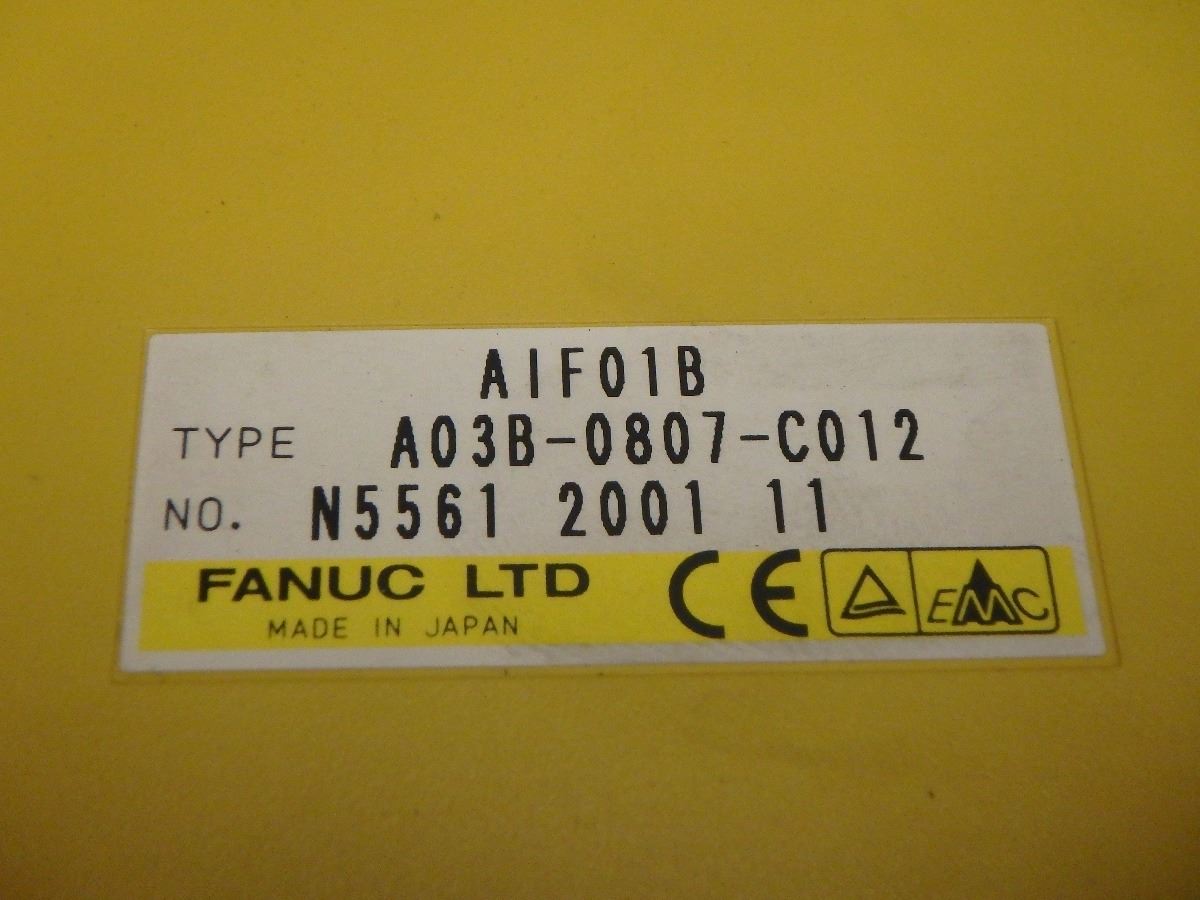 AIF01B
TYPE A03B-0807-C012
NO. N5561 2001 11
FANUC LTD CE EMC
MADE IN JAPAN